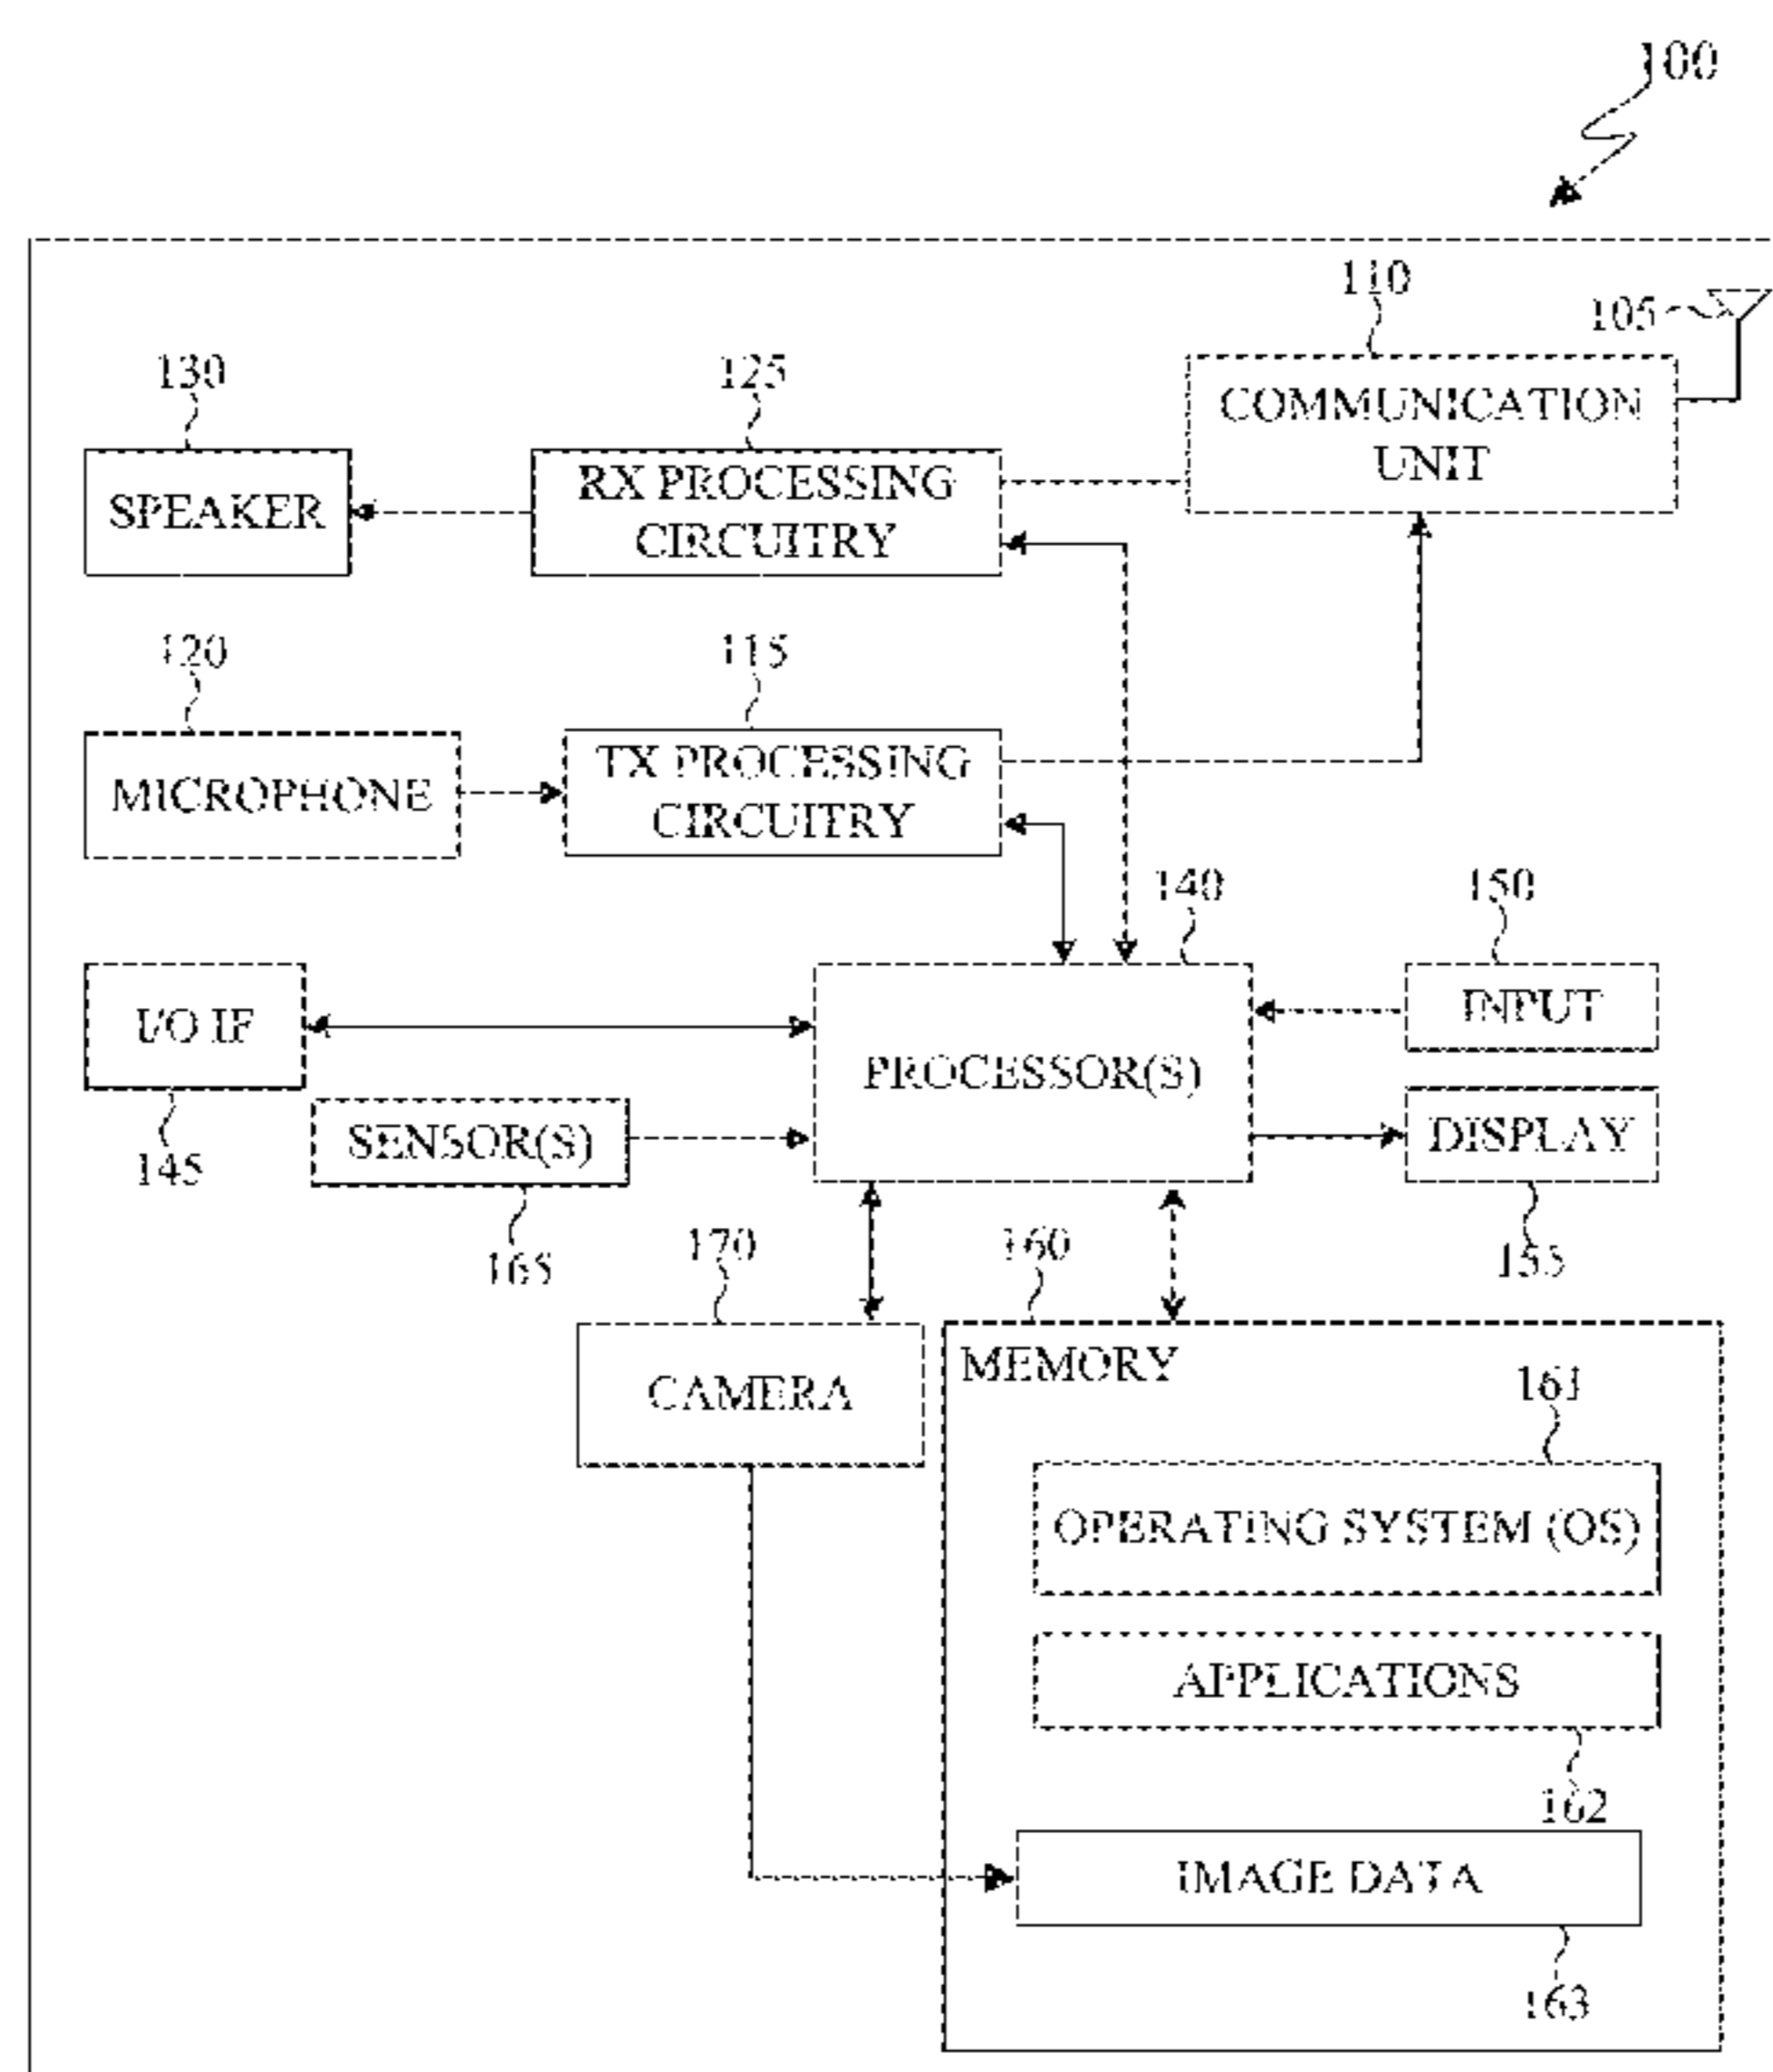 100
110
105
130
125
COMMUNICATION
UNIT
SPEAKER
RX PROCESSING
CIRCUITRY
120
115
MICROPHONE
TX PROCESSING
CIRCUITRY
140
150
I/O IF
INPUT
PROCESSOR(S)
SENSOR(S)
DISPLAY
145
165
170
160
155
MEMORY
CAMERA
161
OPERATING SYSTEM (OS)
APPLICATIONS
162
IMAGE DATA
163